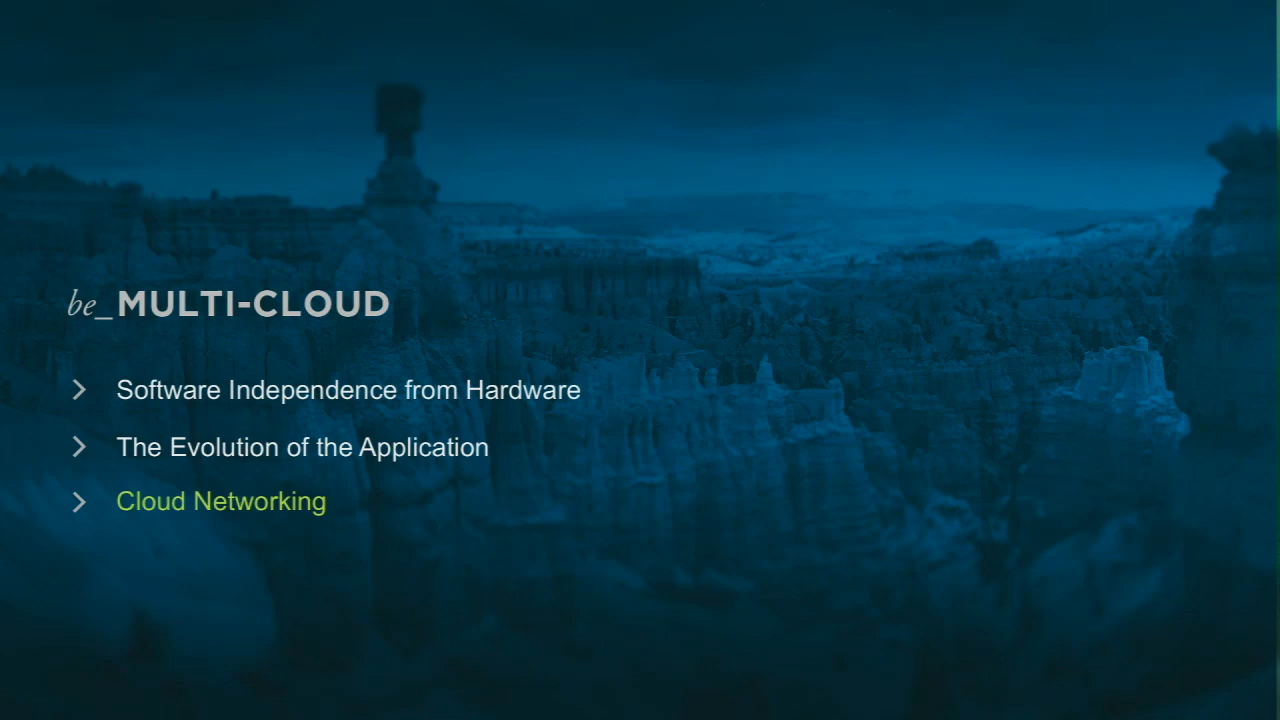 be_MULTI-CLOUD
Software Independence from Hardware
The Evolution of the Application
Cloud Networking